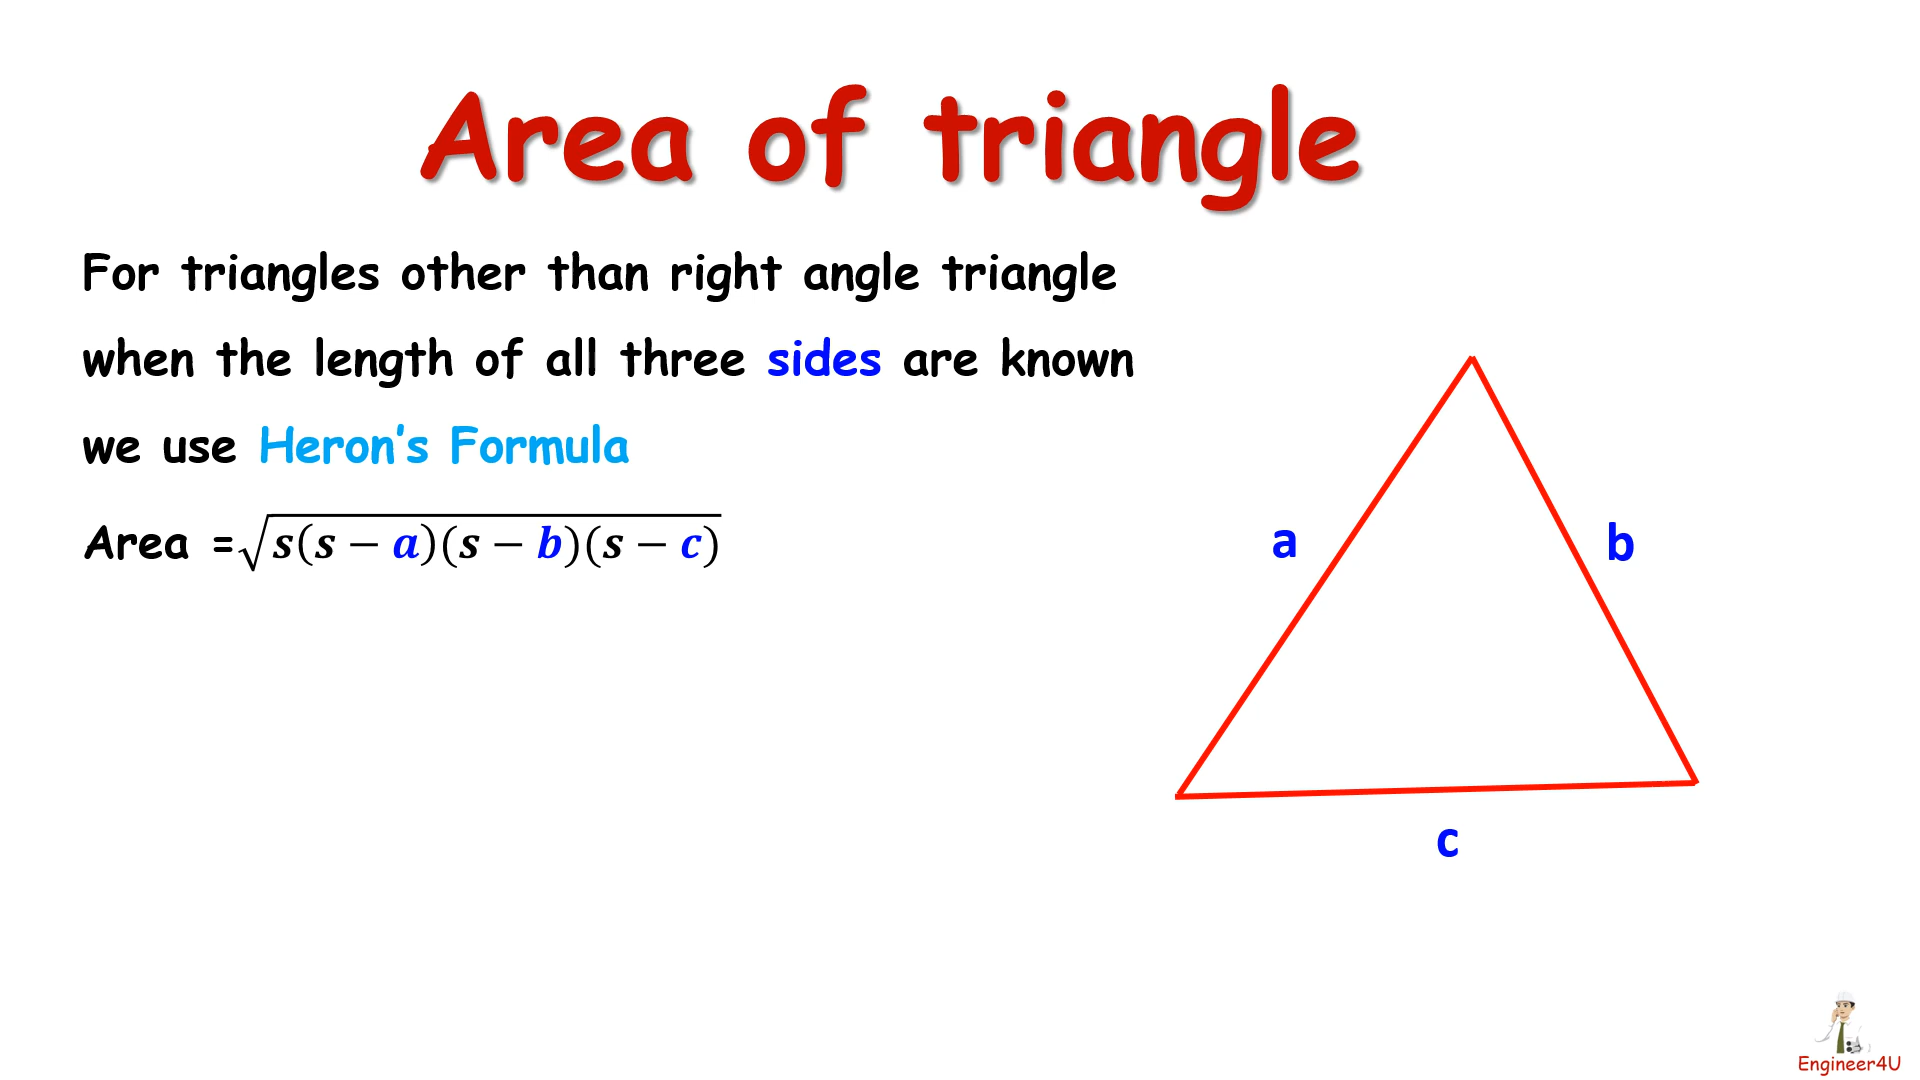 Area of triangle
For triangles other than right angle triangle
when the length of all three sides are known
we use Heron's Formula
Area =√s(s − a)(s − b)(s − c)
a
b
c
Engineer4U